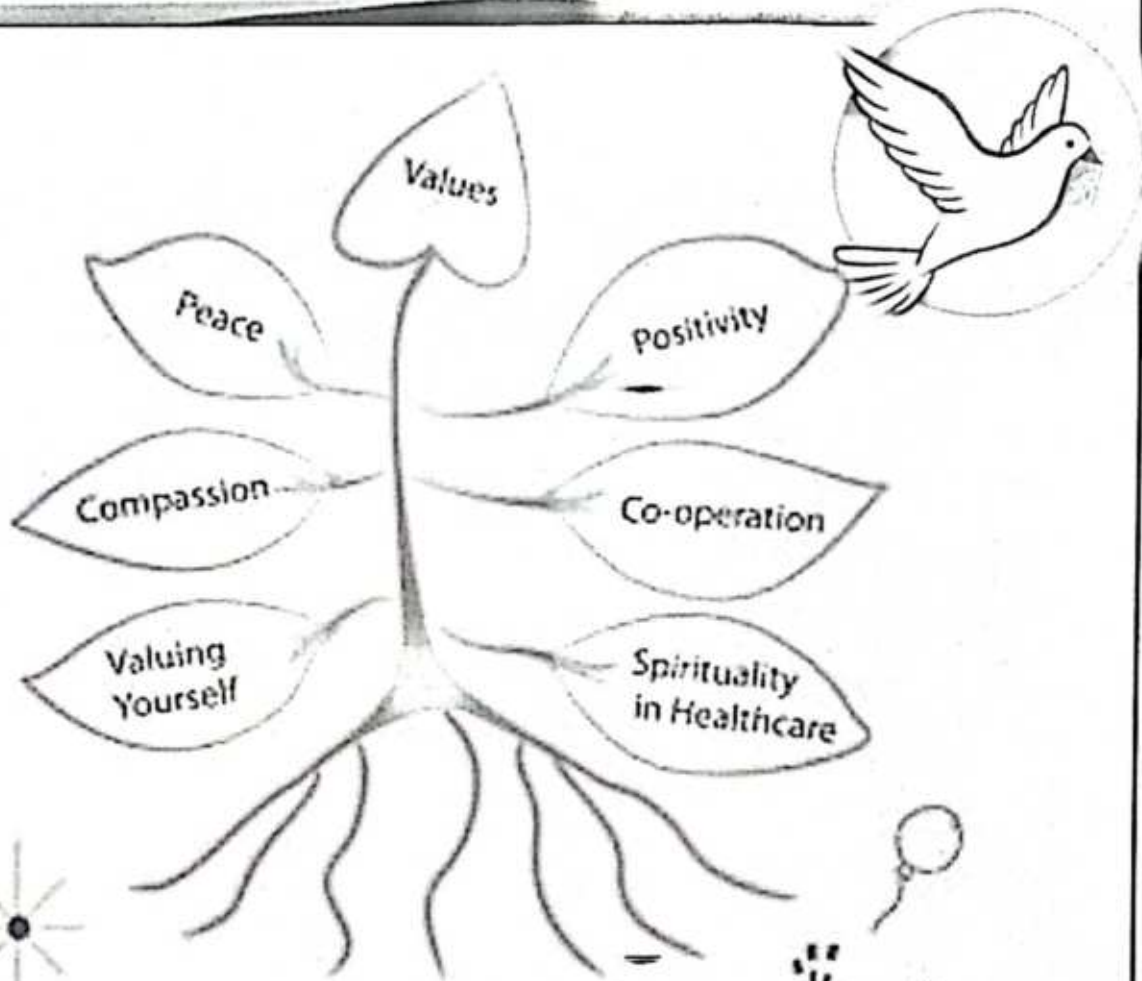 Values
Peace
Positivity
Compassion
Co-operation
Valuing
Yourself
Spirituality
in Healthcare